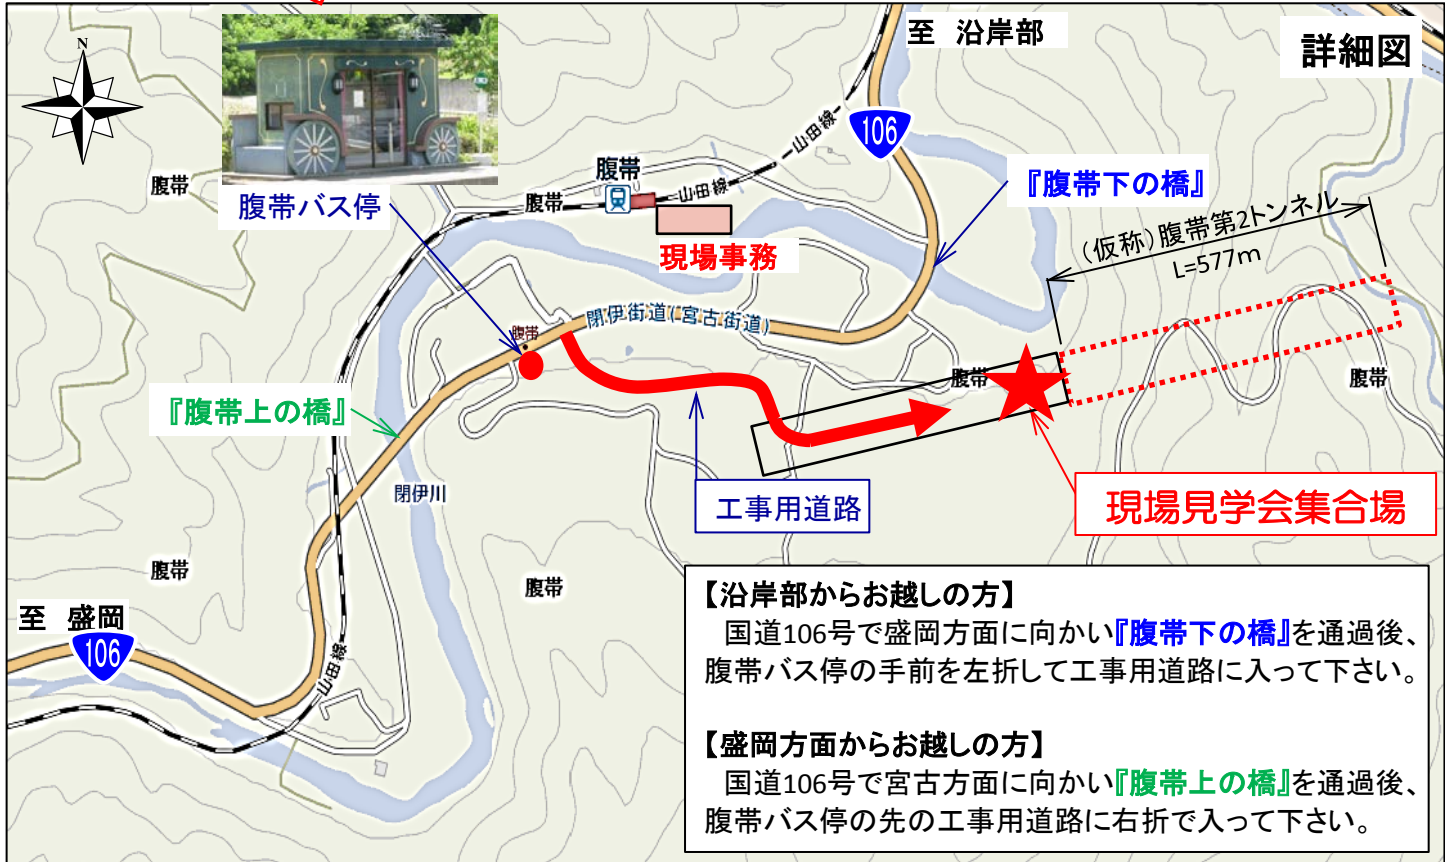 至 沿岸部
詳細図
N
106
山田線
腹帯
腹帯
腹帯
山田線
『腹帯下の橋』
腹帯バス停
現場事務
(仮称)腹帯第2トンネル
L=577m
閉伊街道(宮古街道)
腹帯
腹帯
腹帯
『腹帯上の橋』
閉伊川
工事用道路
現場見学会集合場
腹帯
腹帯
至 盛岡
106
山田線
【沿岸部からお越しの方】
国道106号で盛岡方面に向かい『腹帯下の橋』を通過後、
腹帯バス停の手前を左折して工事用道路に入って下さい。
【盛岡方面からお越しの方】
国道106号で宮古方面に向かい『腹帯上の橋』を通過後、
腹帯バス停の先の工事用道路に右折で入って下さい。